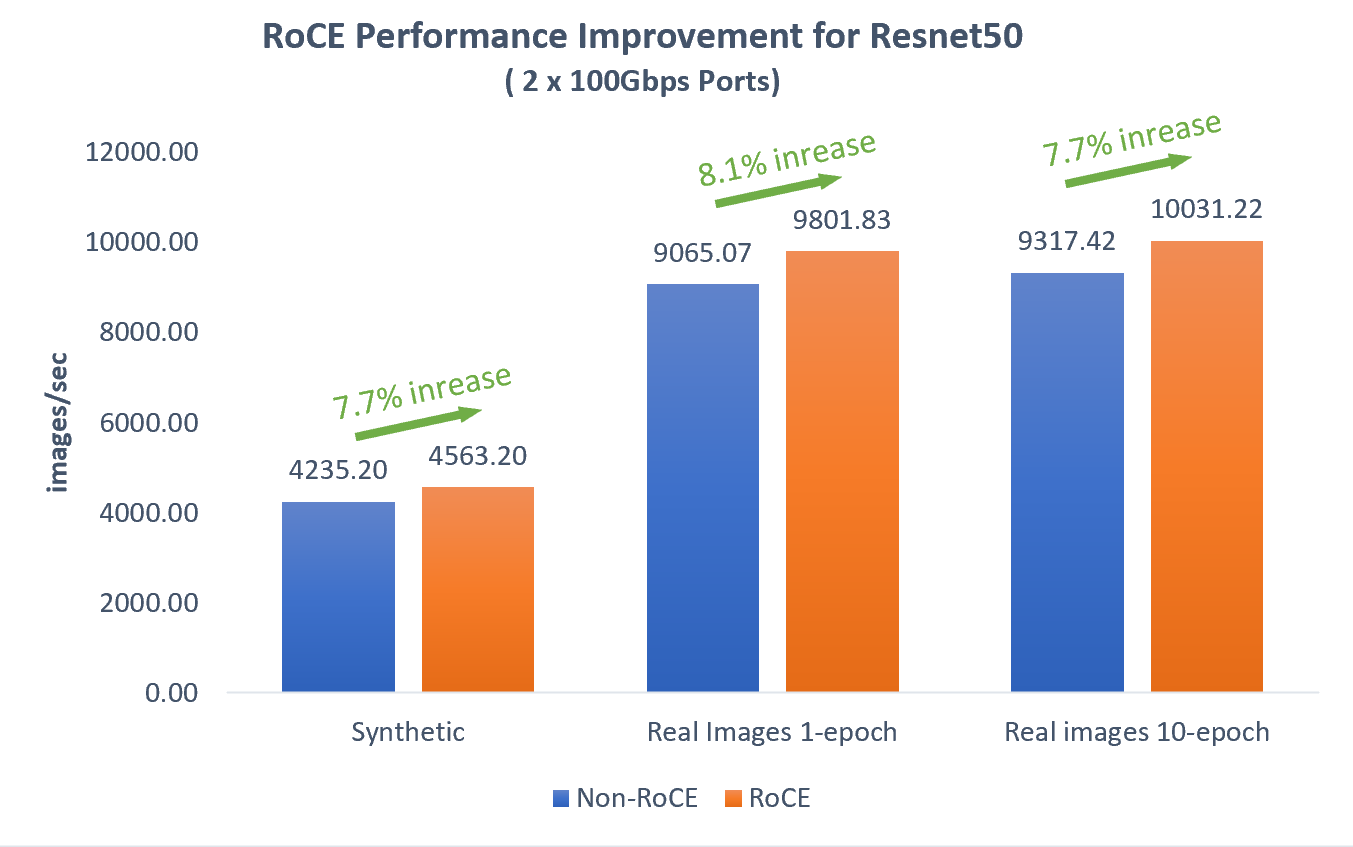 RoCE Performance Improvement for Resnet50
( 2 x 100Gbps Ports)
images/sec
12000.00
10000.00
8000.00
6000.00
4000.00
2000.00
0.00
7.7% inrease
4235.20
4563.20
8.1% inrease
9065.07
9801.83
7.7% inrease
9317.42
10031.22
Synthetic
Real Images 1-epoch
Real images 10-epoch
Non-RoCE
RoCE